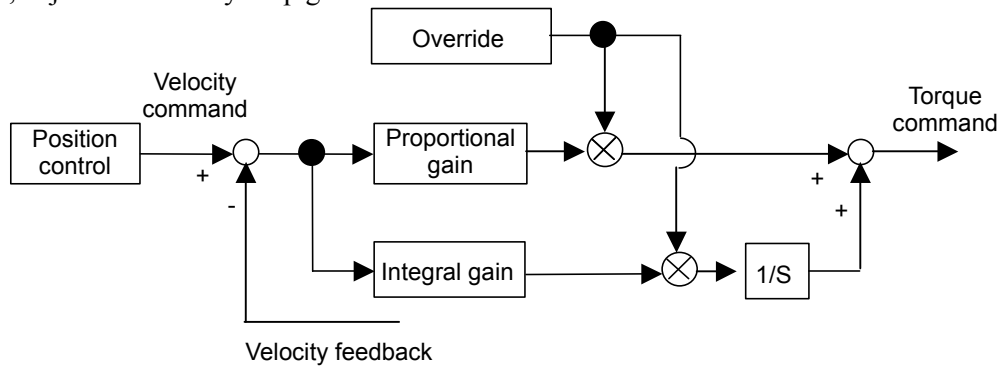 Override
Velocity
command
Torque
command
Position
control
Proportional
gain
+
-
+
+
Integral gain
1/S
Velocity feedback